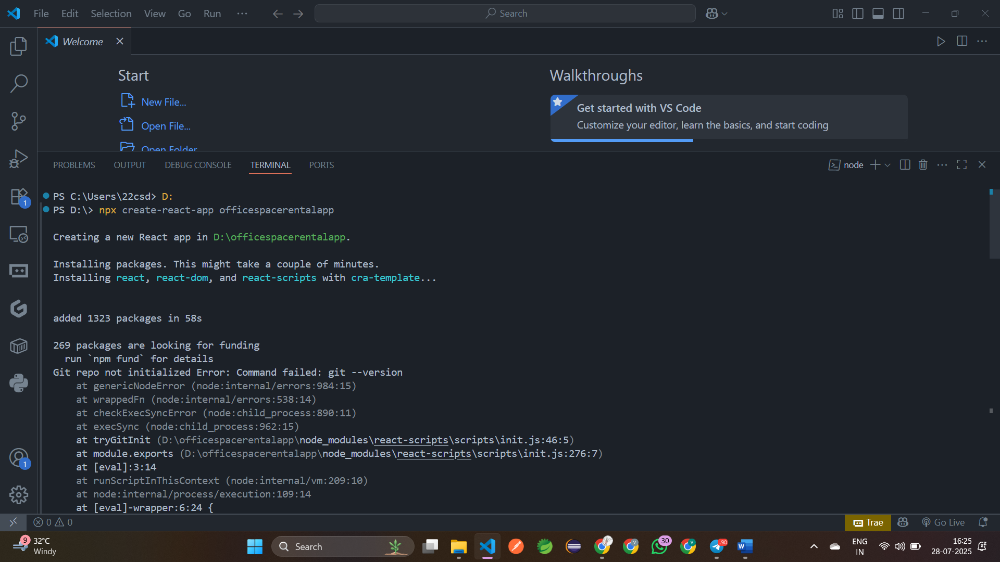 File Edit Selection View Go Run ···
Search
Welcome
Start
New File...
Open File...
Open Folder
Walkthroughs
Get started with VS Code
Customize your editor, learn the basics, and start coding
PROBLEMS OUTPUT DEBUG CONSOLE TERMINAL PORTS
node
PS C:\Users\22csd> D:
PS D:\> npx create-react-app officespacerentalapp
Creating a new React app in D:\officespacerentalapp.
Installing packages. This might take a couple of minutes.
Installing react, react-dom, and react-scripts with cra-template...
added 1323 packages in 58s
269 packages are looking for funding
run `npm fund` for details
Git repo not initialized Error: Command failed: git --version
at genericNodeError (node:internal/errors:984:15)
at wrappedFn (node:internal/errors:538:14)
at checkExecSyncError (node:child_process:890:11)
at execSync (node:child_process:962:15)
at tryGitInit (D:\officespacerentalapp\node_modules\react-scripts\scripts\init.js:46:5)
at module.exports (D:\officespacerentalapp\node_modules\react-scripts\scripts\init.js:276:7)
at [eval]:3:14
at runScriptInThisContext (node:internal/vm:209:10)
at node:internal/process/execution:109:14
at [eval]-wrapper:6:24 {
1
1
0 0
Trae
Go Live
9
32°C
Windy
Search
30
.90
ENG
IN
16:25
28-07-2025